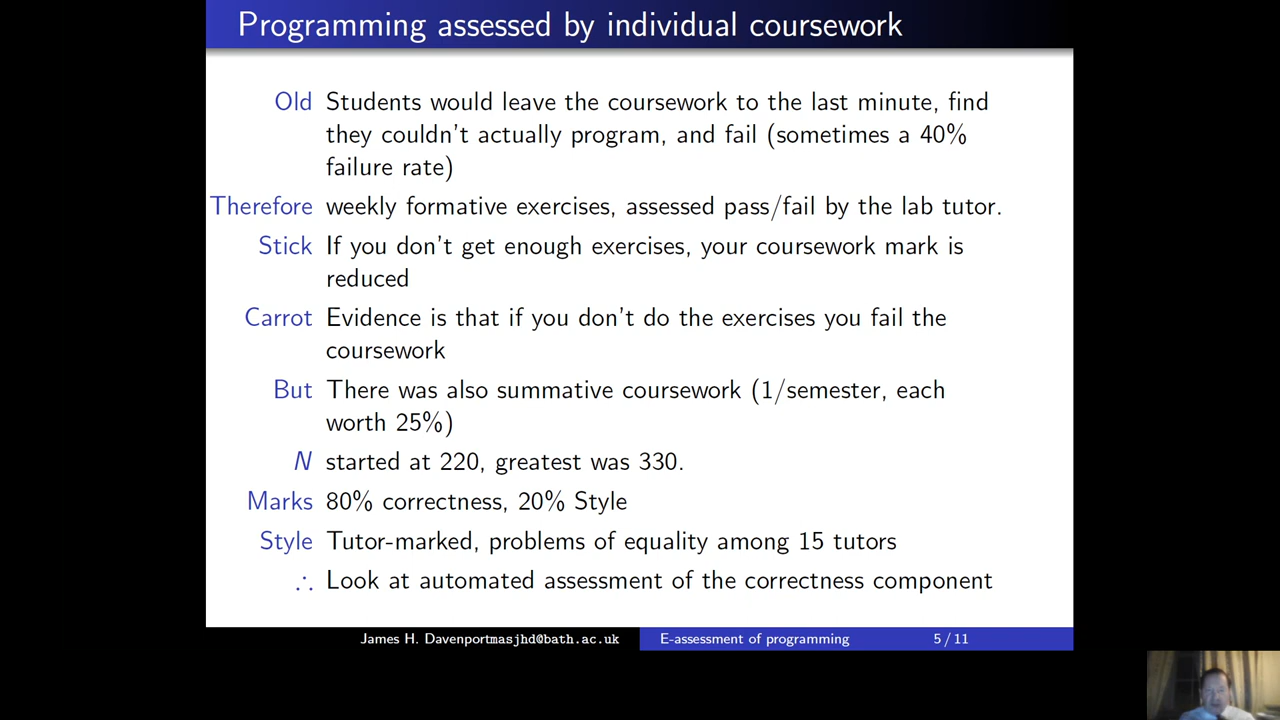 Programming assessed by individual coursework
Old Students would leave the coursework to the last minute, find
they couldn't actually program, and fail (sometimes a 40%
failure rate)
Therefore weekly formative exercises, assessed pass/fail by the lab tutor.
Stick If you don't get enough exercises, your coursework mark is
reduced
Carrot Evidence is that if you don't do the exercises you fail the
coursework
But There was also summative coursework (1/semester, each
worth 25%)
N started at 220, greatest was 330.
Marks 80% correctness, 20% Style
Style Tutor-marked, problems of equality among 15 tutors
∴ Look at automated assessment of the correctness component
James H. Davenportmasjhd@bath.ac.uk E-assessment of programming 5 / 11